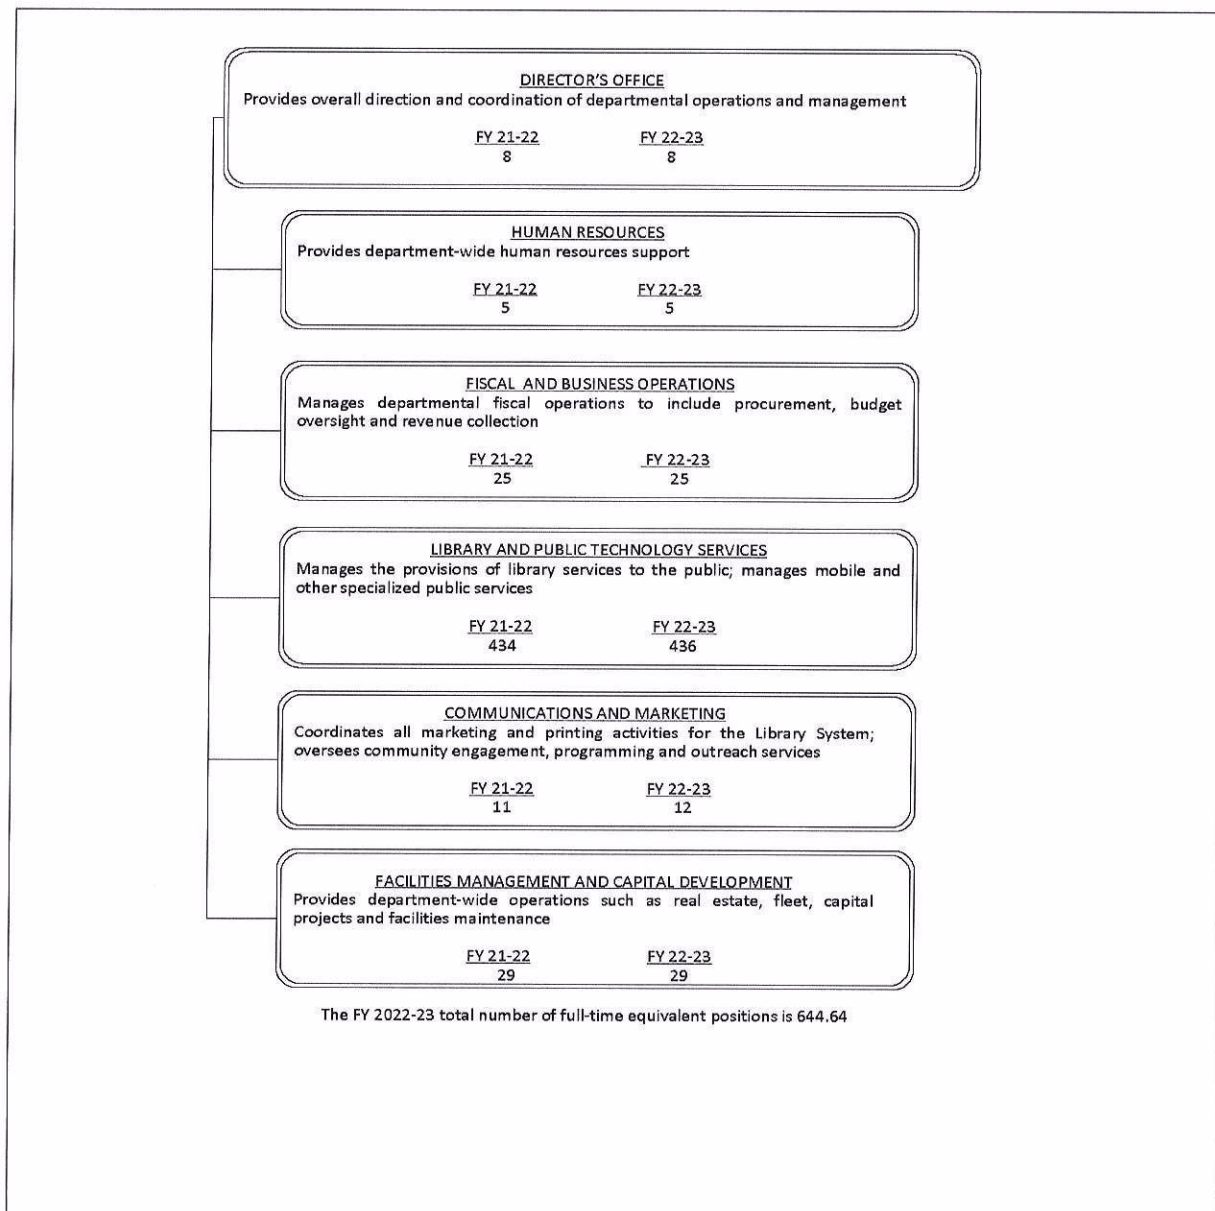 DIRECTOR'S OFFICE
Provides overall direction and coordination of departmental operations and management
FY 21-22 FY 22-23
8 8
HUMAN RESOURCES
Provides department-wide human resources support
FY 21-22 FY 22-23
5 5
FISCAL AND BUSINESS OPERATIONS
Manages departmental fiscal operations to include procurement, budget
oversight and revenue collection
FY 21-22 FY 22-23
25 25
LIBRARY AND PUBLIC TECHNOLOGY SERVICES
Manages the provisions of library services to the public; manages mobile and
other specialized public services
FY 21-22 FY 22-23
434 436
COMMUNICATIONS AND MARKETING
Coordinates all marketing and printing activities for the Library System;
oversees community engagement, programming and outreach services
FY 21-22 FY 22-23
11 12
FACILITIES MANAGEMENT AND CAPITAL DEVELOPMENT
Provides department-wide operations such as real estate, fleet, capital
projects and facilities maintenance
FY 21-22 FY 22-23
29 29
The FY 2022-23 total number of full-time equivalent positions is 644.64